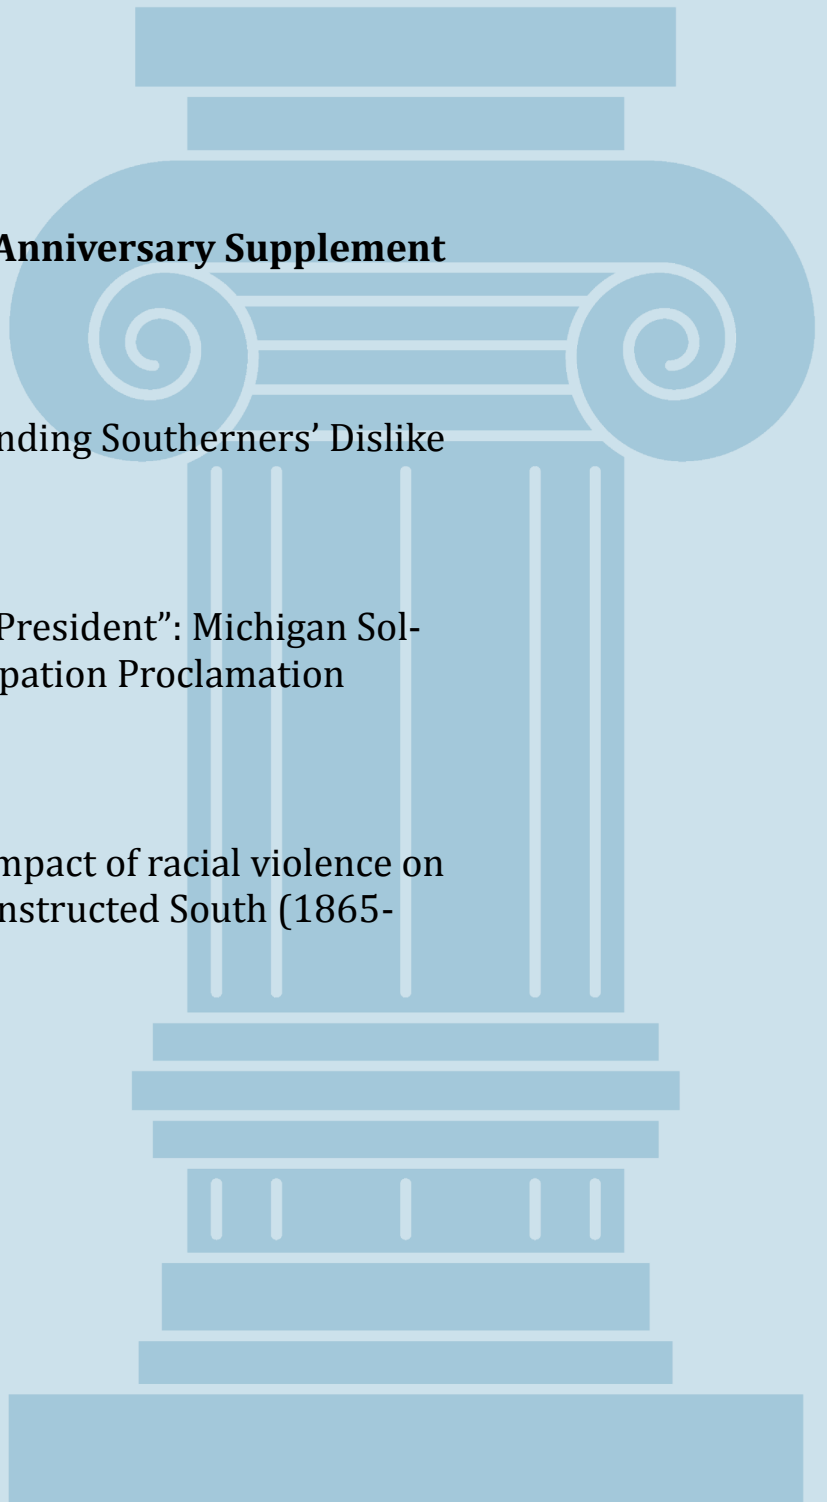 Anniversary Supplement
nding Southerners’ Dislike
President”: Michigan Sol-
pation Proclamation
mpact of racial violence on
nstructed South (1865-